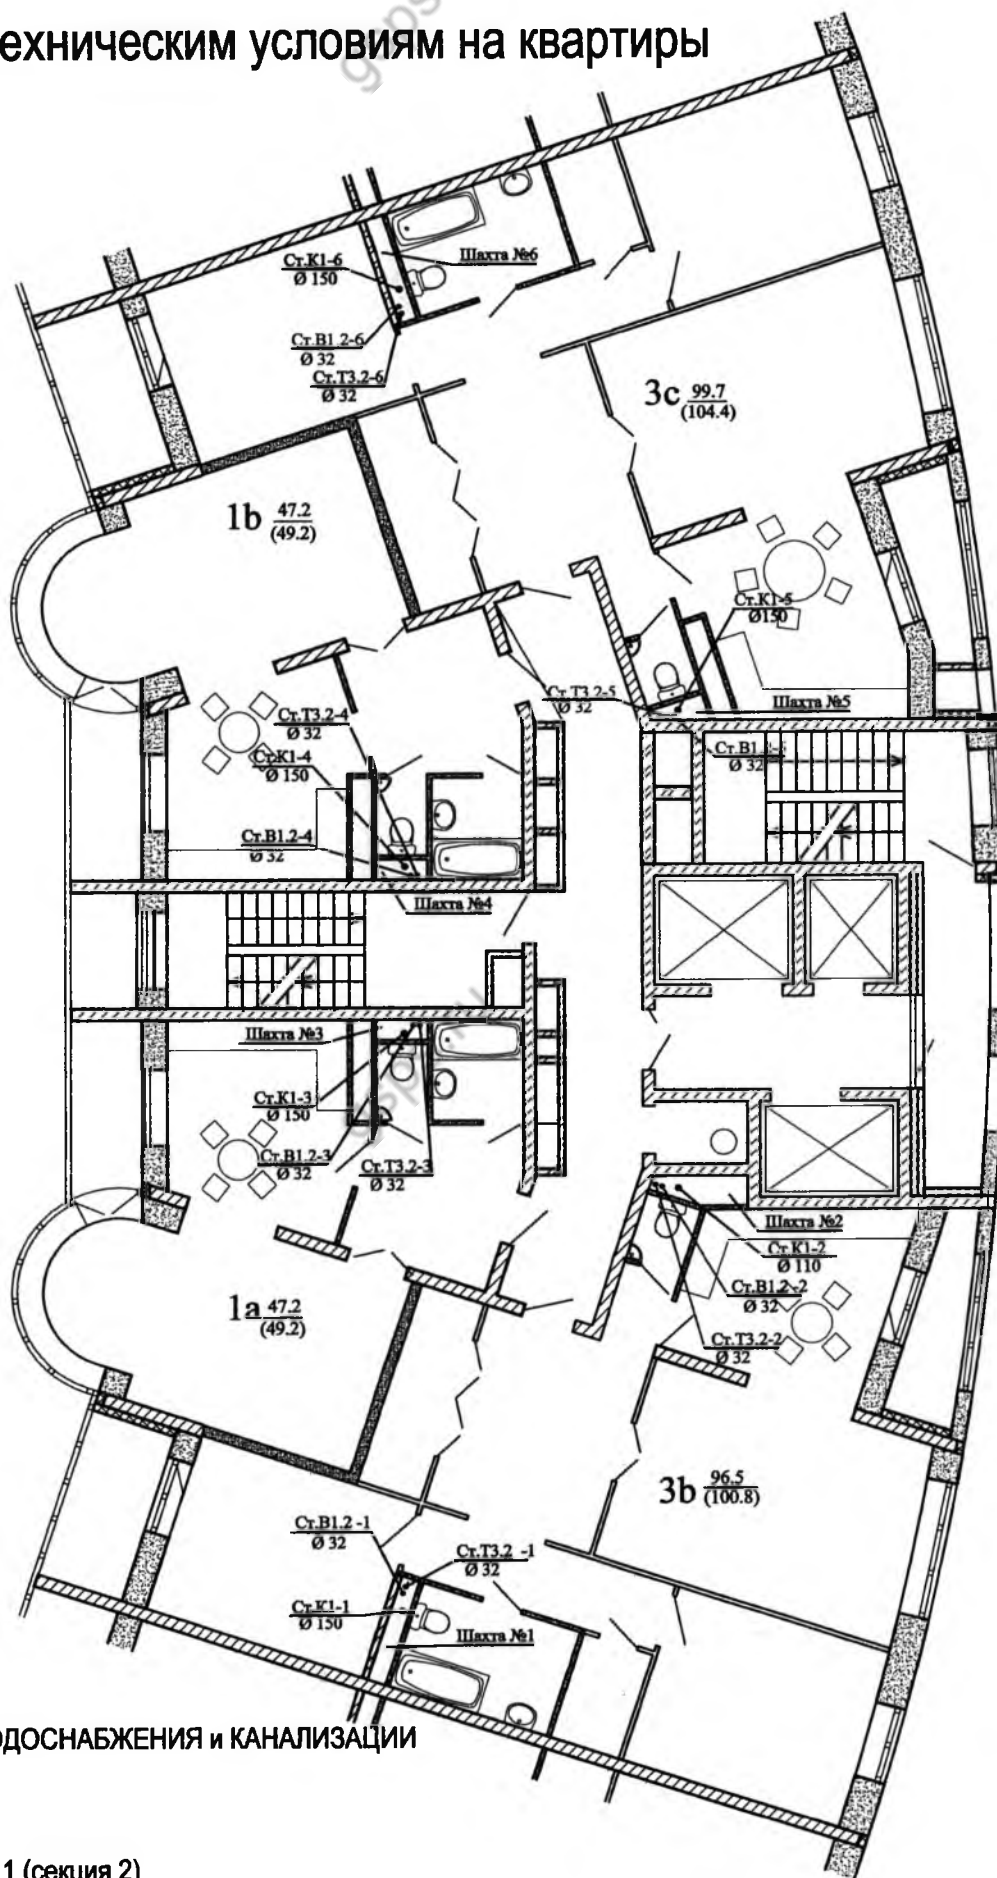 ехническим условиям на квартиры
Шахта №6
Ст.К1-6
Ø 150
Ст.В1.2-6
Ø 32
Ст.Т3.2-6
Ø 32
3c 99.7
(104.4)
1b 47.2
(49.2)
Ст.К1-5
Ø150
Ст.Т3.2-5
Ø 32
Шахта №5
Ст.Т3.2-4
Ø 32
Ст.К1-4
Ø 150
Ст.В1.2-5
Ø 32
Ст.В1.2-4
Ø 32
Шахта №4
Шахта №3
Ст.К1-3
Ø 150
Ст.В1.2-3
Ø 32
Ст.Т3.2-3
Ø 32
Шахта №2
Ст.К1-2
Ø 110
Ст.В1.2-2
Ø 32
Ст.Т3.2-2
Ø 32
1a 47.2
(49.2)
3b 96.5
(100.8)
Ст.В1.2 -1
Ø 32
Ст.Т3.2 -1
Ø 32
Ст.К1-1
Ø 150
Шахта №1
ДОСНАБЖЕНИЯ и КАНАЛИЗАЦИИ
1 (секция 2)